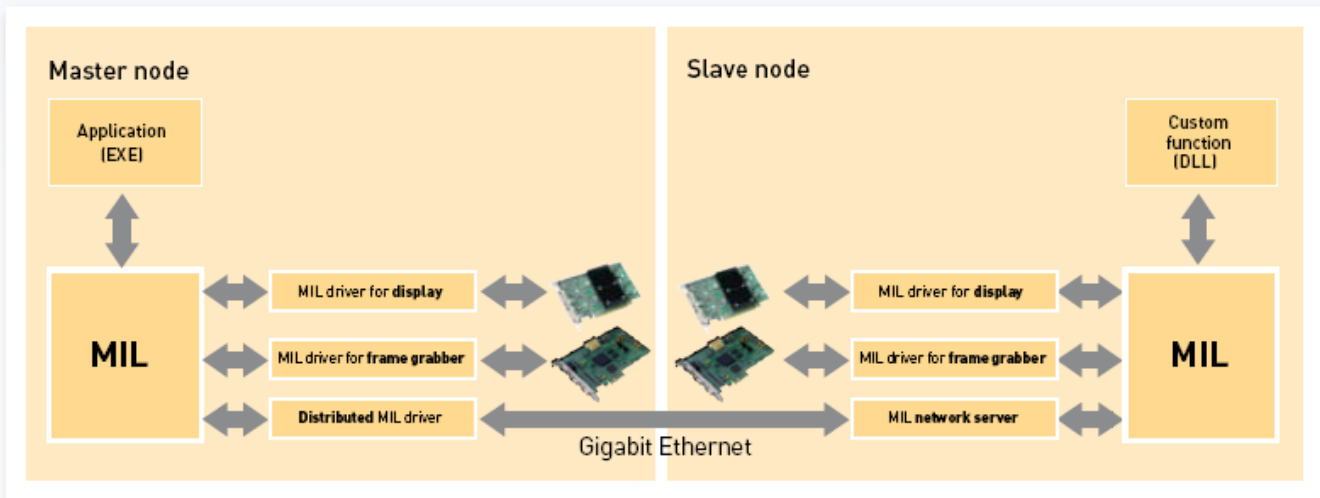 Master node
Slave node
Application
(EXE)
Custom
function
(DLL)
MIL driver for display
MIL driver for display
MIL
MIL driver for frame grabber
MIL driver for frame grabber
MIL
Distributed MIL driver
MIL network server
Gigabit Ethernet